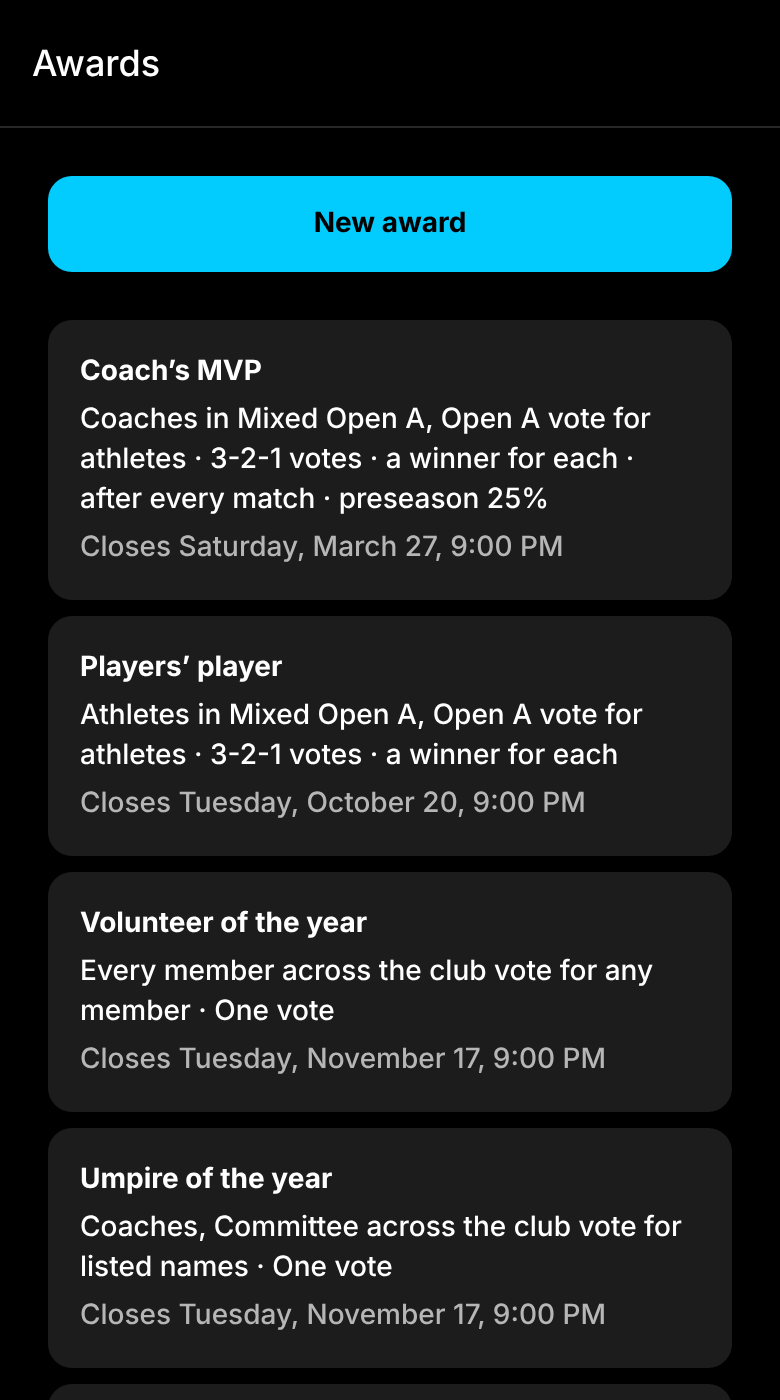 Awards
New award
Coach’s MVP
Coaches in Mixed Open A, Open A vote for
athletes · 3-2-1 votes · a winner for each ·
after every match · preseason 25%
Closes Saturday, March 27, 9:00 PM
Players’ player
Athletes in Mixed Open A, Open A vote for
athletes · 3-2-1 votes · a winner for each
Closes Tuesday, October 20, 9:00 PM
Volunteer of the year
Every member across the club vote for any
member · One vote
Closes Tuesday, November 17, 9:00 PM
Umpire of the year
Coaches, Committee across the club vote for
listed names · One vote
Closes Tuesday, November 17, 9:00 PM